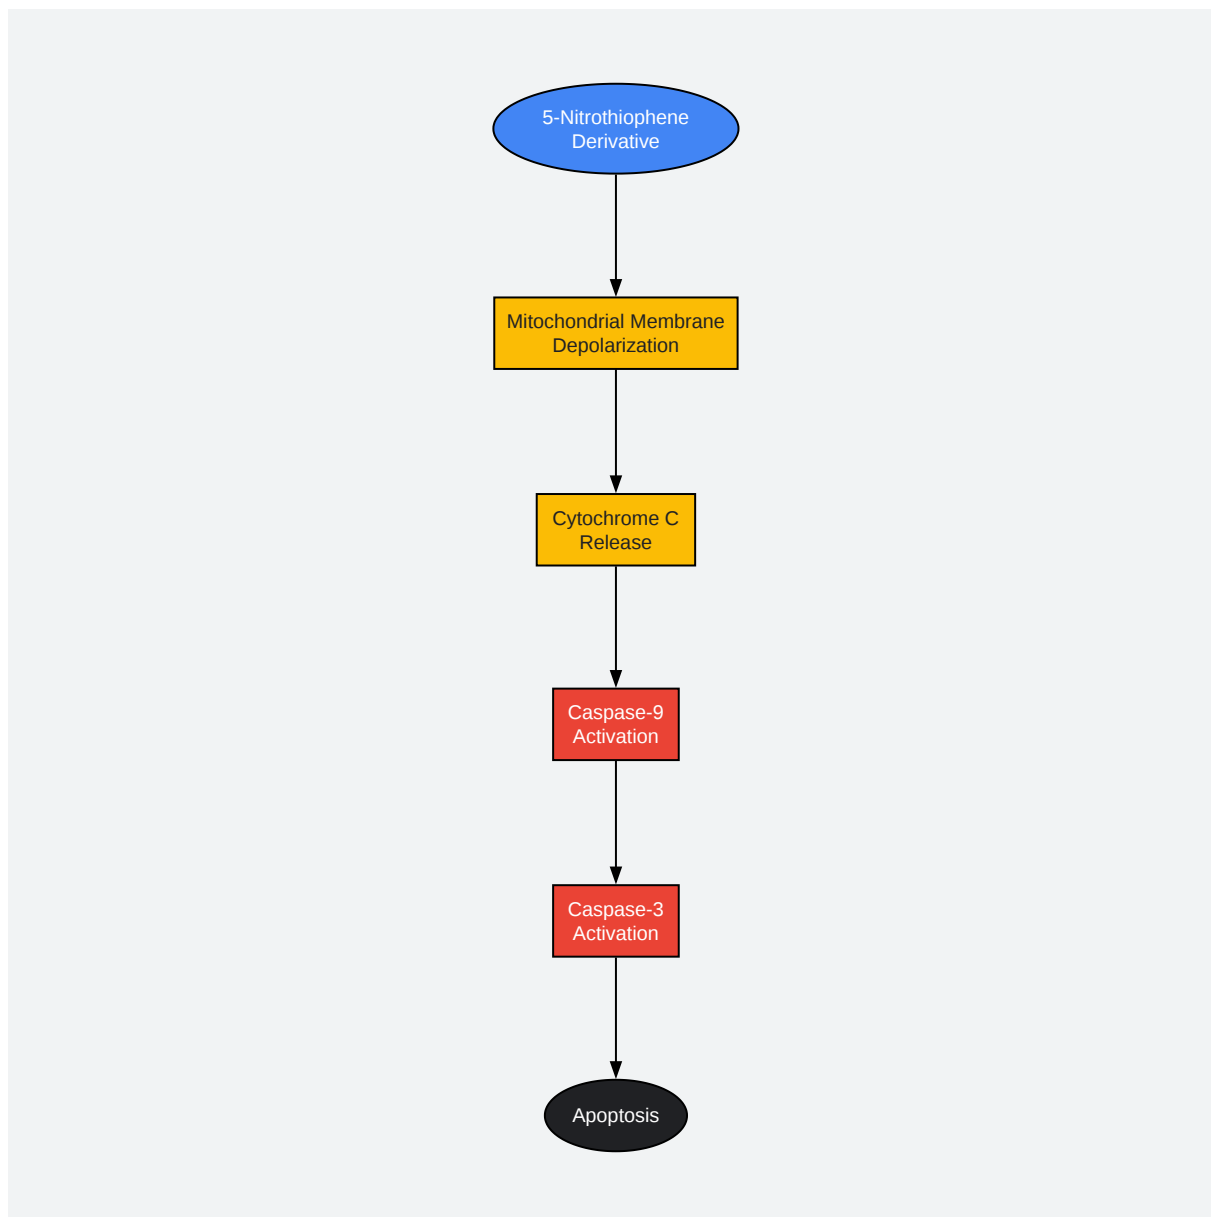 5-Nitrothiophene
Derivative
Mitochondrial Membrane
Depolarization
Cytochrome C
Release
Caspase-9
Activation
Caspase-3
Activation
Apoptosis